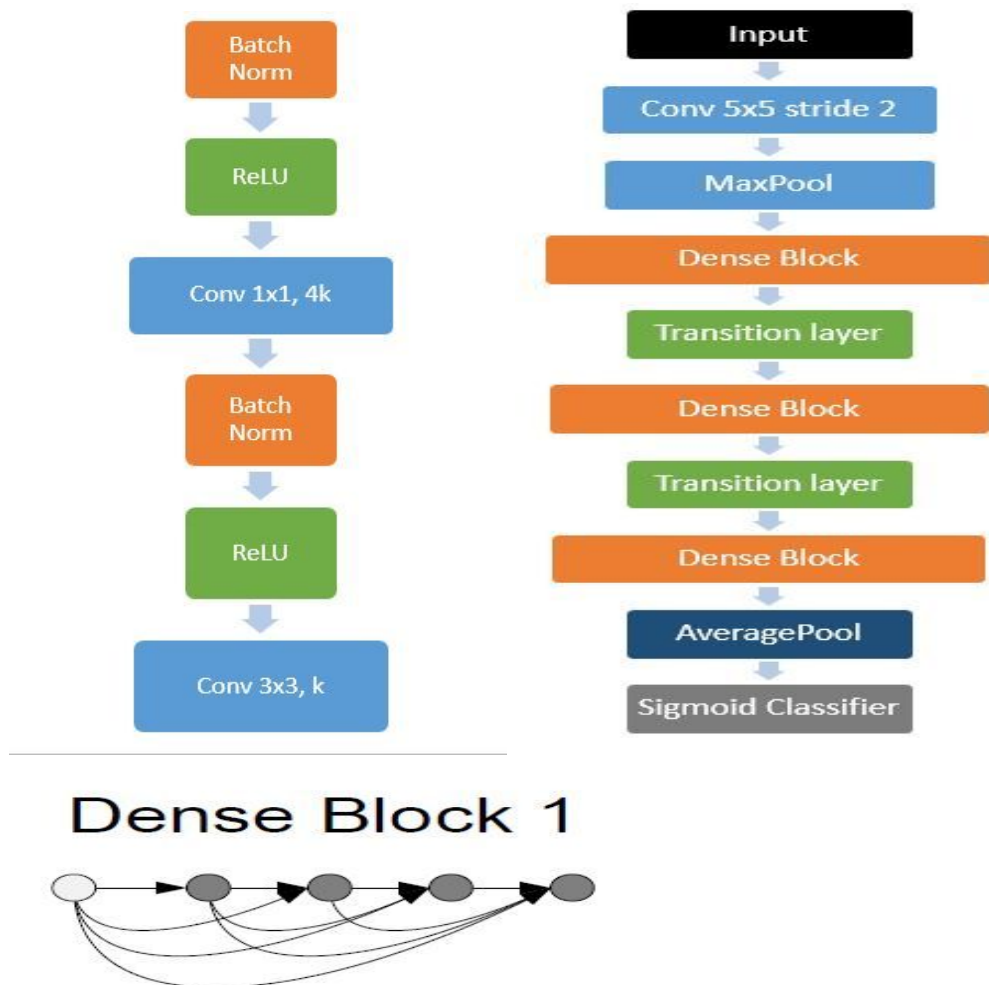 Batch
Norm
ReLU
Conv 1x1, 4k
Batch
Norm
ReLU
Conv 3x3, k
Input
Conv 5x5 stride 2
MaxPool
Dense Block
Transition layer
Dense Block
Transition layer
Dense Block
AveragePool
Sigmoid Classifier
Dense Block 1